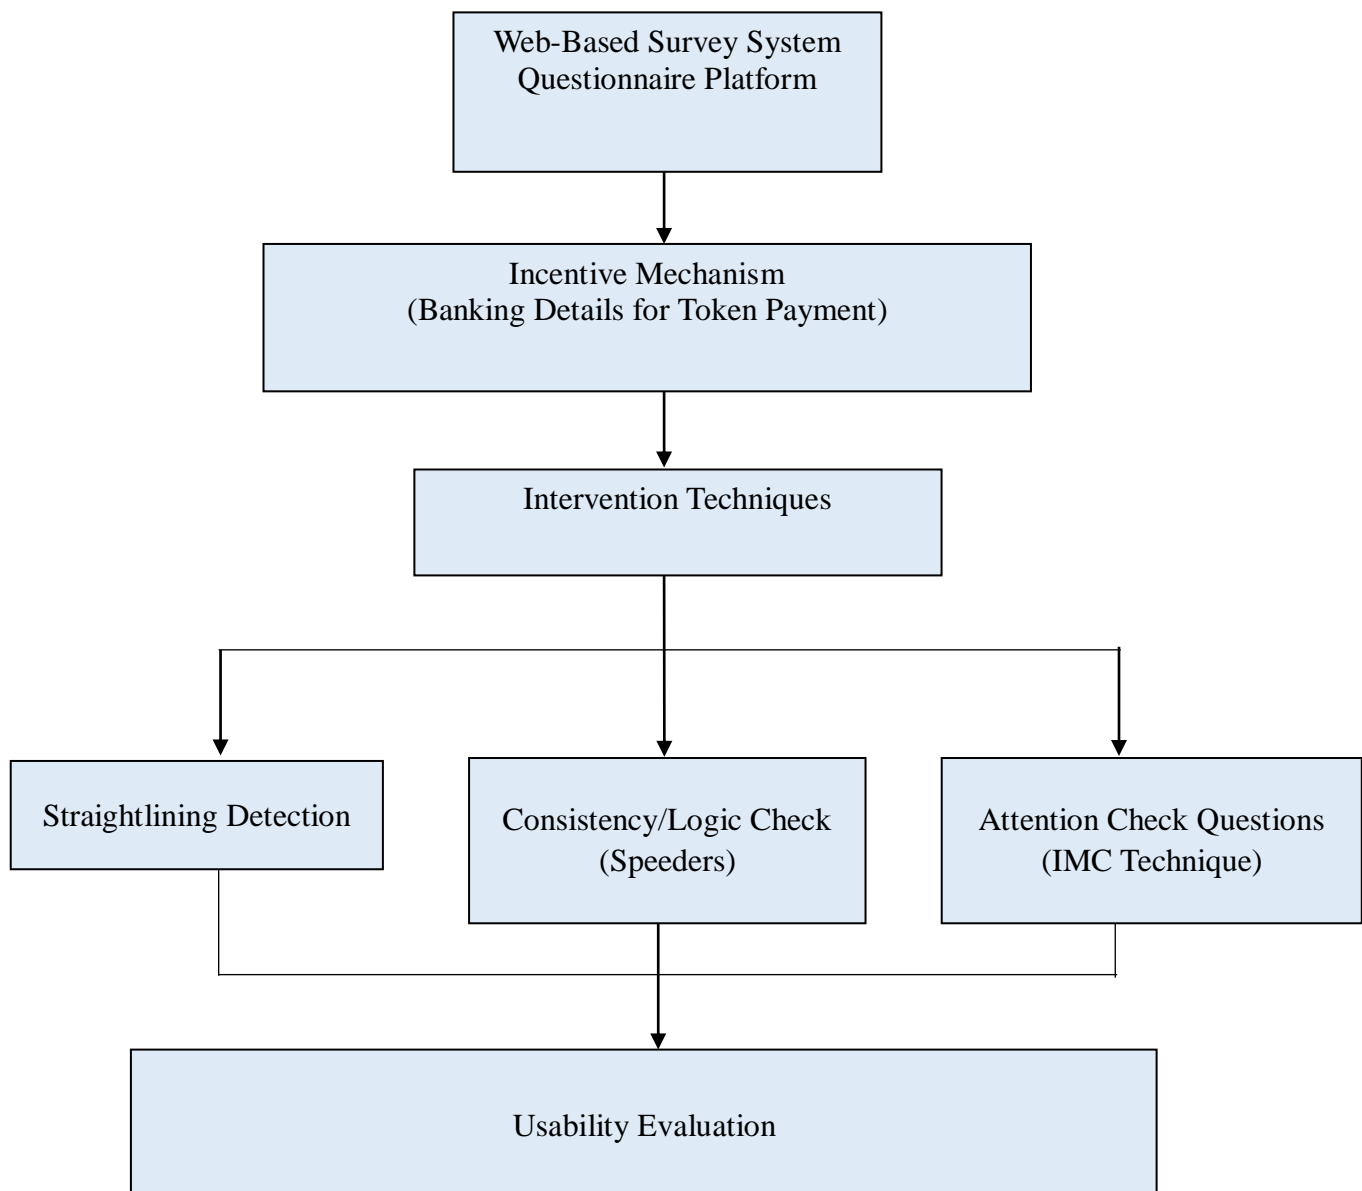 Web-Based Survey System
Questionnaire Platform
Incentive Mechanism
(Banking Details for Token Payment)
Intervention Techniques
Straightlining Detection
Consistency/Logic Check
(Speeders)
Attention Check Questions
(IMC Technique)
Usability Evaluation